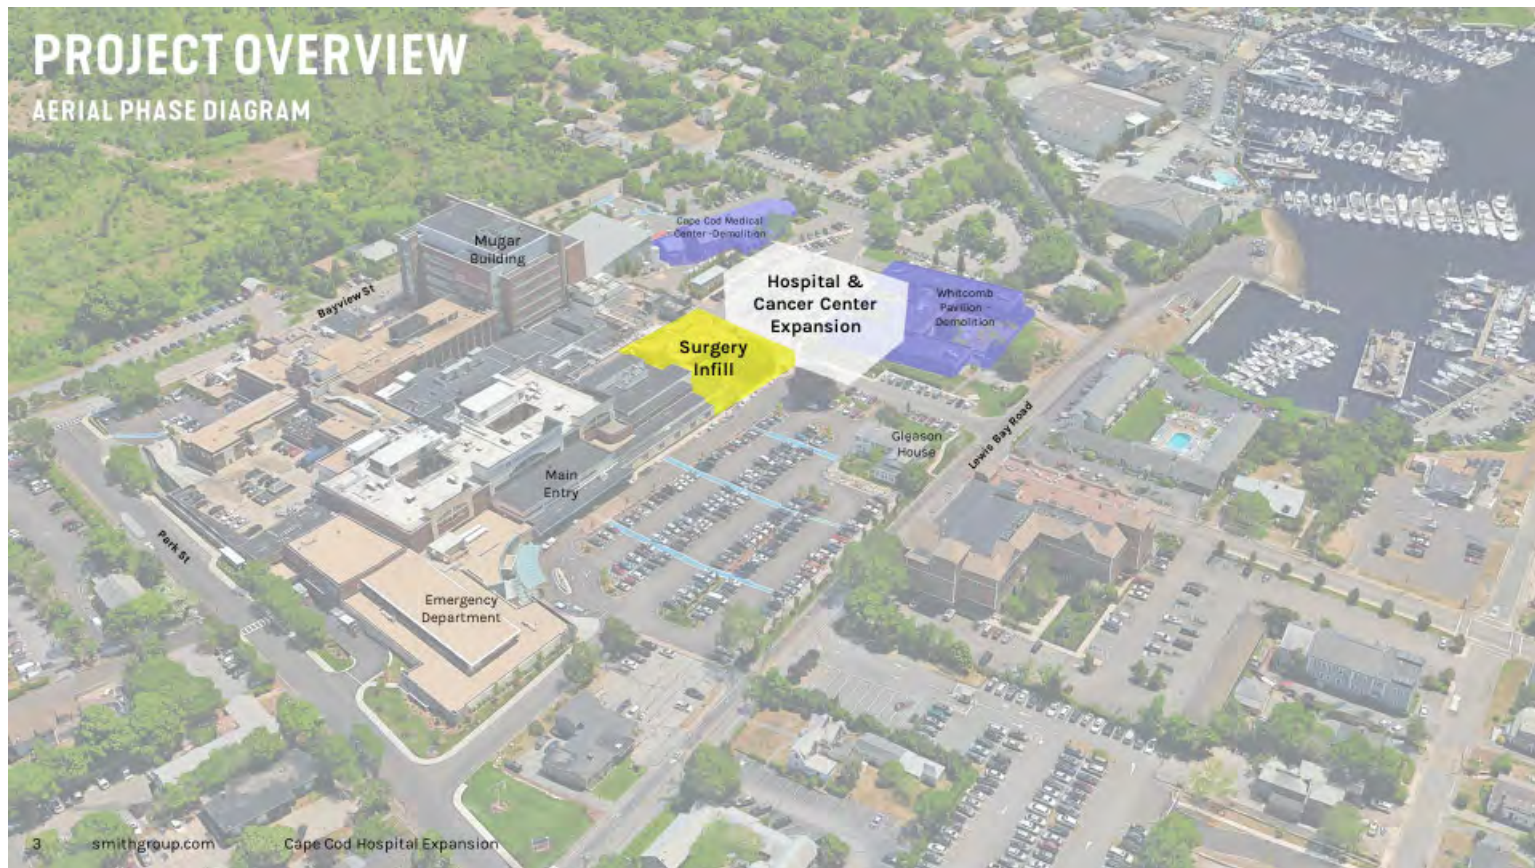 PROJECT OVERVIEW
AERIAL PHASE DIAGRAM
Cape Cod Medical
Center -Demolition
Mugar
Building
Hospital &
Cancer Center
Expansion
Whitcomb
Pavilion -
Demolition
Bayview St
Surgery
Infill
Gleason
House
Lewis Bay Road
Main
Entry
Park St
Emergency
Department
3
smithgroup.com
Cape Cod Hospital Expansion